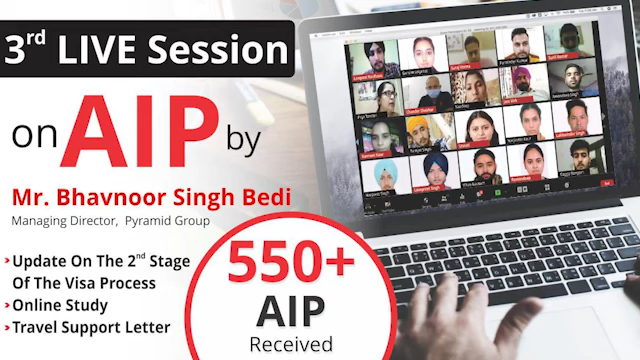 3rd LIVE Session
on AIP by
Mr. Bhavnoor Singh Bedi
Managing Director, Pyramid Group
Update On The 2nd Stage
Of The Visa Process
Online Study
Travel Support Letter
550+
AIP
Received